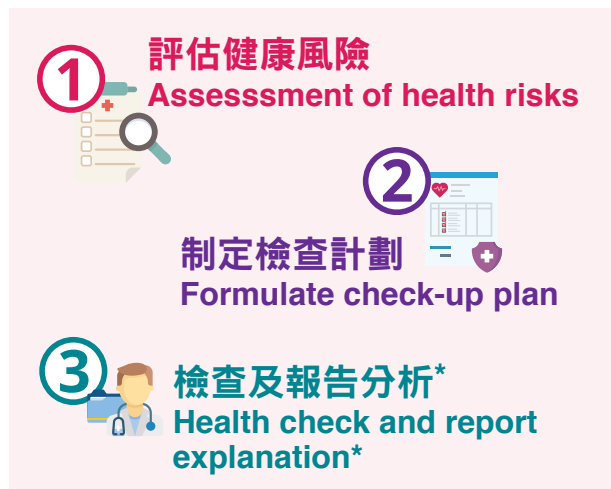 1
評估健康風險
Assesssment of health risks
2
制定檢查計劃
Formulate check-up plan
3
檢查及報告分析*
Health check and report
explanation*